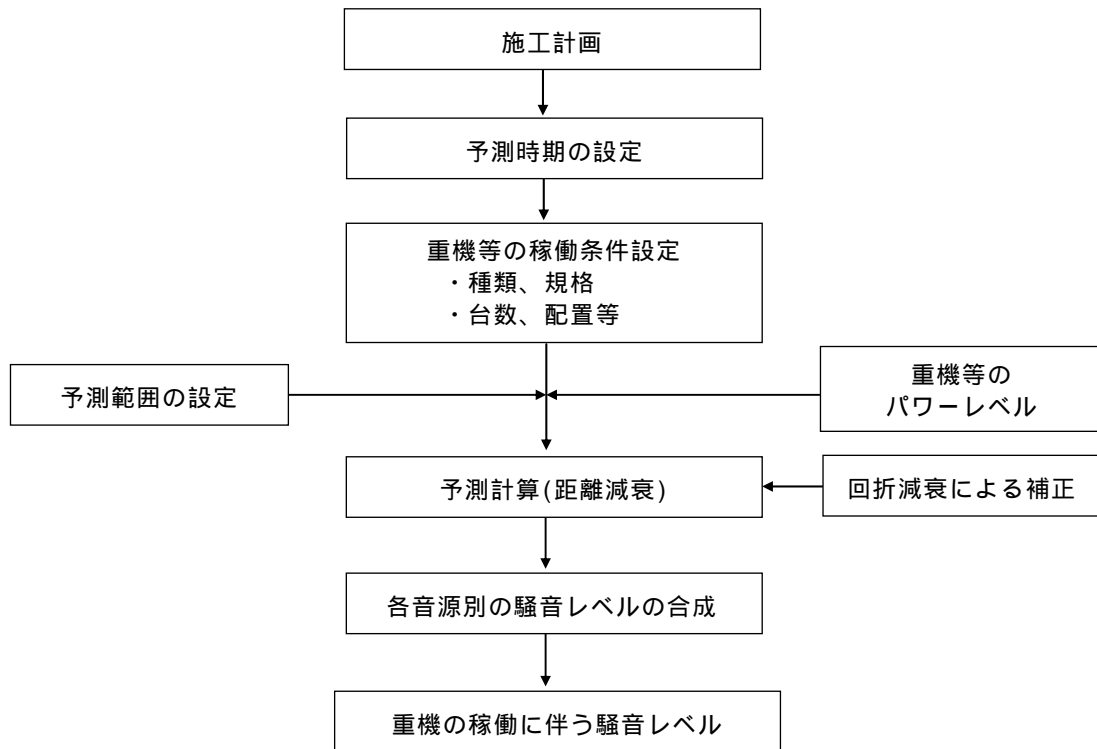 施工計画
予測時期の設定
重機等の稼働条件設定
・種類、規格
・台数、配置等
予測範囲の設定
重機等の
パワーレベル
予測計算(距離減衰)
回折減衰による補正
各音源別の騒音レベルの合成
重機の稼働に伴う騒音レベル